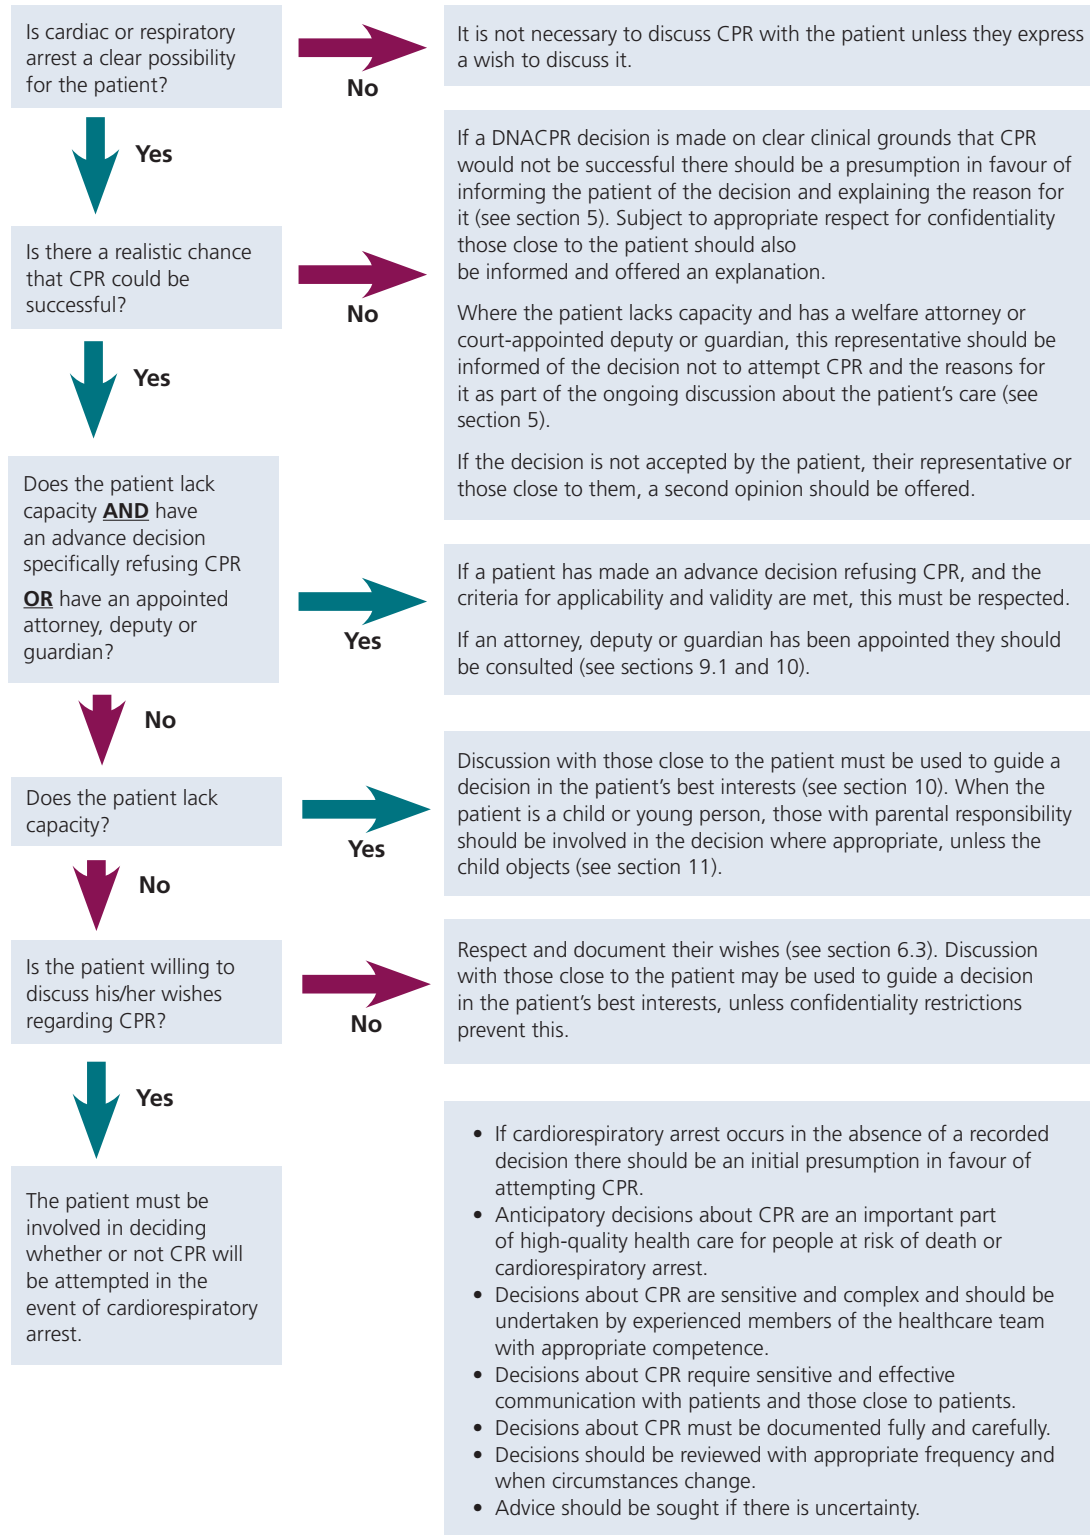 Is cardiac or respiratory
arrest a clear possibility
for the patient?
No
It is not necessary to discuss CPR with the patient unless they express
a wish to discuss it.
Yes
Is there a realistic chance
that CPR could be
successful?
No
If a DNACPR decision is made on clear clinical grounds that CPR
would not be successful there should be a presumption in favour of
informing the patient of the decision and explaining the reason for
it (see section 5). Subject to appropriate respect for confidentiality
those close to the patient should also
be informed and offered an explanation.
Where the patient lacks capacity and has a welfare attorney or
court-appointed deputy or guardian, this representative should be
informed of the decision not to attempt CPR and the reasons for
it as part of the ongoing discussion about the patient’s care (see
section 5).
If the decision is not accepted by the patient, their representative or
those close to them, a second opinion should be offered.
Yes
Does the patient lack
capacity AND have
an advance decision
specifically refusing CPR
OR have an appointed
attorney, deputy or
guardian?
Yes
If a patient has made an advance decision refusing CPR, and the
criteria for applicability and validity are met, this must be respected.
If an attorney, deputy or guardian has been appointed they should
be consulted (see sections 9.1 and 10).
No
Does the patient lack
capacity?
Yes
Discussion with those close to the patient must be used to guide a
decision in the patient’s best interests (see section 10). When the
patient is a child or young person, those with parental responsibility
should be involved in the decision where appropriate, unless the
child objects (see section 11).
No
Is the patient willing to
discuss his/her wishes
regarding CPR?
No
Respect and document their wishes (see section 6.3). Discussion
with those close to the patient may be used to guide a decision
in the patient’s best interests, unless confidentiality restrictions
prevent this.
Yes
The patient must be
involved in deciding
whether or not CPR will
be attempted in the
event of cardiorespiratory
arrest.
• If cardiorespiratory arrest occurs in the absence of a recorded
decision there should be an initial presumption in favour of
attempting CPR.
• Anticipatory decisions about CPR are an important part
of high-quality health care for people at risk of death or
cardiorespiratory arrest.
• Decisions about CPR are sensitive and complex and should be
undertaken by experienced members of the healthcare team
with appropriate competence.
• Decisions about CPR require sensitive and effective
communication with patients and those close to patients.
• Decisions about CPR must be documented fully and carefully.
• Decisions should be reviewed with appropriate frequency and
when circumstances change.
• Advice should be sought if there is uncertainty.